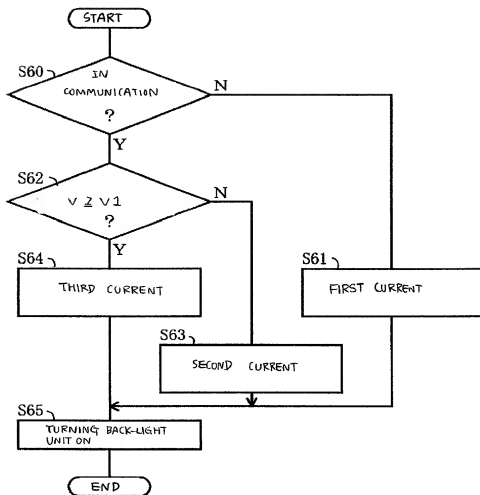 START
S60
IN
COMMUNICATION
?
N
Y
S62
V ≥ V1
?
N
Y
S64
THIRD CURRENT
S61
FIRST CURRENT
S63
SECOND CURRENT
S65
TURNING BACK-LIGHT
UNIT ON
END